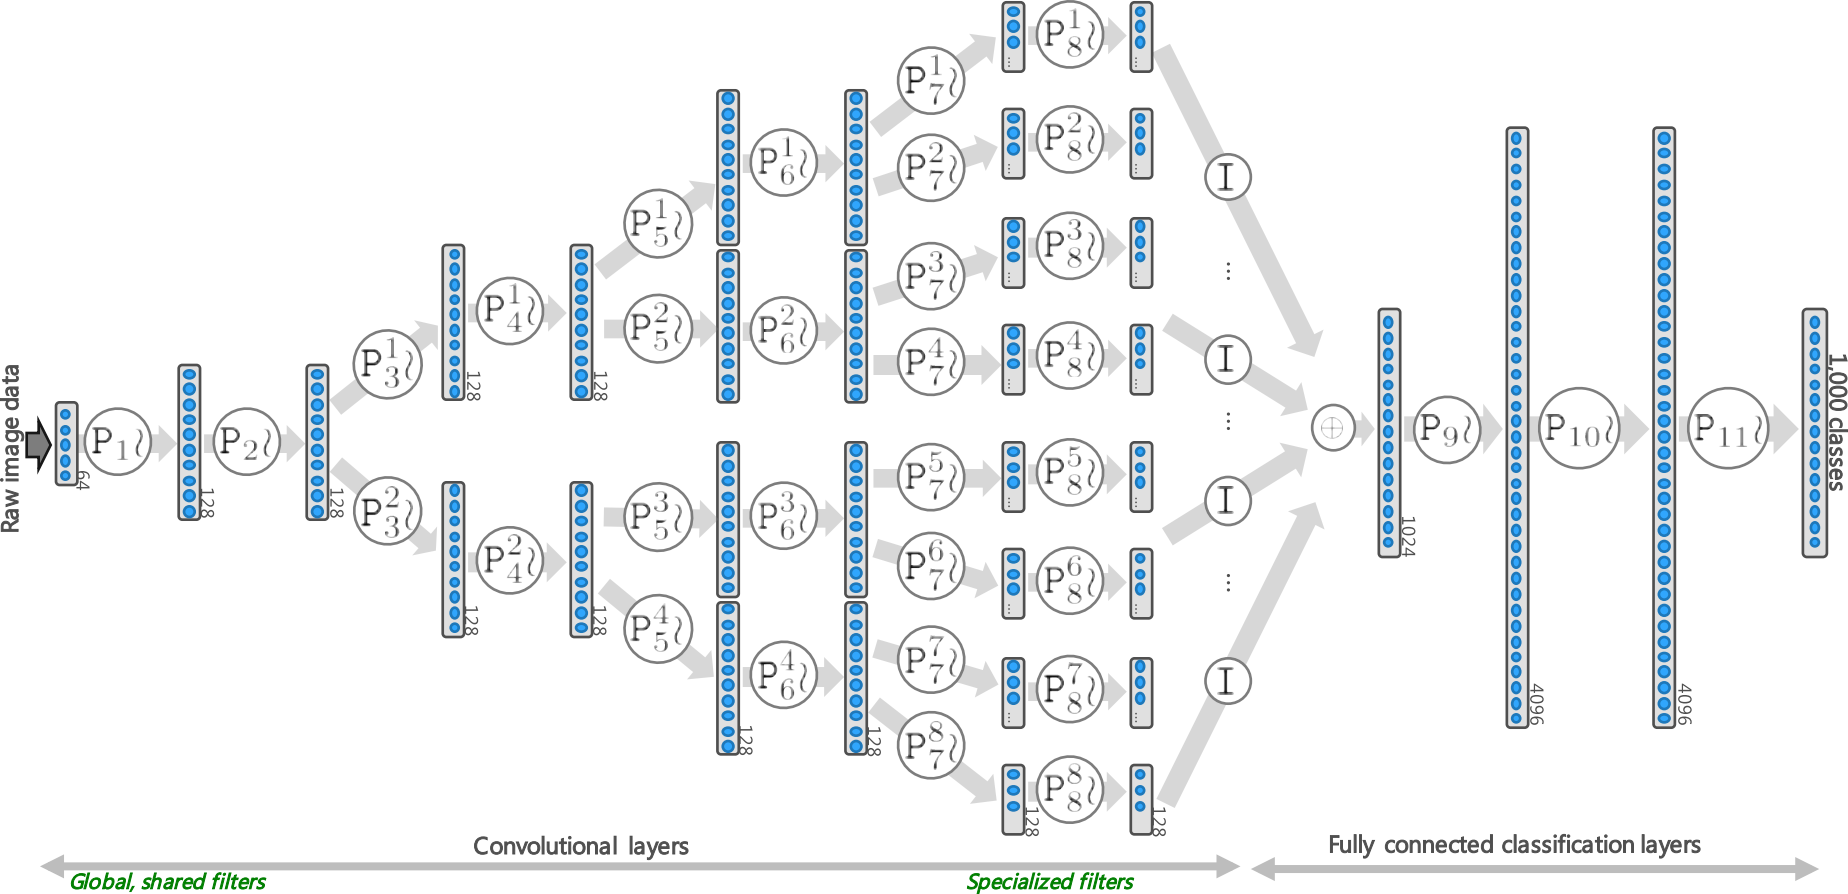 Raw image data
64
P1~
128
P2~
128
P3^1~
P3^2~
128
128
P4^1~
P4^2~
128
128
P5^1~
P5^2~
P5^3~
P5^4~
128
P6^1~
P6^2~
P6^3~
P6^4~
128
P7^1~
P7^2~
P7^3~
P7^4~
P7^5~
P7^6~
P7^7~
P7^8~
...
...
...
...
...
...
...
128
P8^1~
P8^2~
P8^3~
P8^4~
P8^5~
P8^6~
P8^7~
P8^8~
...
...
...
...
...
...
...
128
I
...
I
...
I
...
I
⊕
1024
P9~
4096
P10~
4096
P11~
1,000 classes
Convolutional layers
Fully connected classification layers
Global, shared filters
Specialized filters